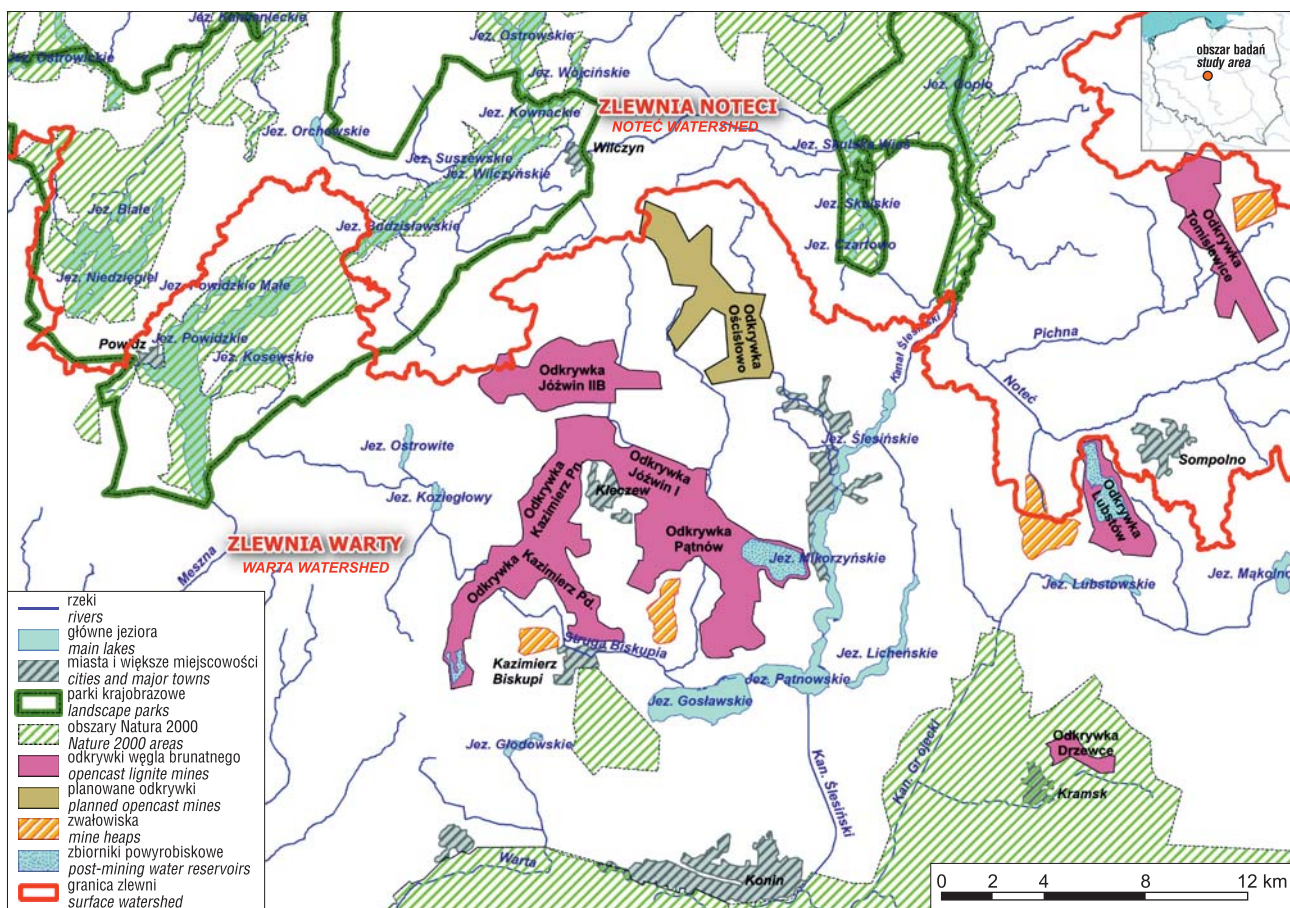 Jez. Kamienieckie
Jez. Ostrowickie
Jez. Ostrowskie
Jez. Wójcińskie
Jez. Gopło
obszar badań
study area
ZLEWNIA NOTECI
NOTEĆ WATERSHED
Jez. Kownackie
Jez. Orchowskie
Wilczyn
Jez. Skulska Wieś
Jez. Suszewskie
Jez. Wilczyńskie
Jez. Białe
Jez. Skulskie
Jez. Budzisławskie
Jez. Czartowo
Odkrywka
Tomisławice
Jez. Niedzięgiel
Jez. Powidzkie Małe
Odkrywka
Ościsłowo
Kanał Ślesiński
Pichna
Powidz
Jez. Powidzkie
Jez. Kosewskie
Odkrywka
Jóźwin IIB
Noteć
Jez. Ostrowite
Jez. Ślesińskie
Sompolno
Odkrywka
Kazimierz Pn.
Odkrywka
Jóźwin I
Kleczew
Odkrywka
Lubstów
Jez. Koziegłowy
Odkrywka
Pątnów
ZLEWNIA WARTY
WARTA WATERSHED
Jez. Mikorzyńskie
Meszna
Odkrywka
Kazimierz Pd.
Jez. Lubstowskie
Jez. Mąkolno
Struga Biskupia
Jez. Licheńskie
Kazimierz
Biskupi
Jez. Pątnowskie
Jez. Gosławskie
Jez. Głodowskie
Kan. Ślesiński
Kan. Grójecki
Odkrywka
Drzewce
Kramsk
Warta
Konin
rzeki
rivers
główne jeziora
main lakes
miasta i większe miejscowości
cities and major towns
parki krajobrazowe
landscape parks
obszary Natura 2000
Nature 2000 areas
odkrywki węgla brunatnego
opencast lignite mines
planowane odkrywki
planned opencast mines
zwałowiska
mine heaps
zbiorniki powyrobiskowe
post-mining water reservoirs
granica zlewni
surface watershed
0 2 4 8 12 km